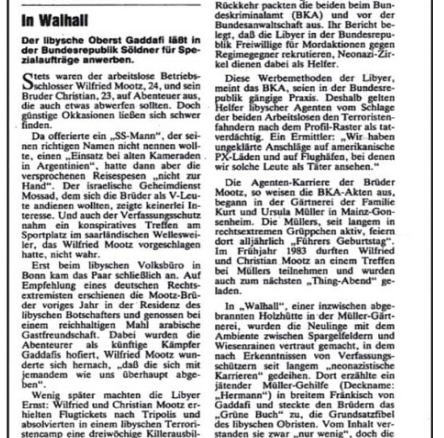 In Walhall
Der libysche Oberst Gaddafi läßt in
der Bundesrepublik Söldner für Spe-
zialaufträge anwerben.
Stets waren der arbeitslose Betriebs-
schlosser Wilfried Mootz, 24, und sein
Bruder Christian, 23, auf Abenteuer aus,
die auch etwas abwerfen sollten. Doch
günstige Okkasionen ließen sich schwer
finden.
Da offerierte ein „SS-Mann“, der sei-
nen richtigen Namen nicht nennen woll-
te, einen „Einsatz bei alten Kameraden
in Argentinien“, hatte dann aber die
versprochenen Reisespesen „nicht zur
Hand“. Der israelische Geheimdienst
Mossad, dem sich die Brüder als V-Leu-
te andienen wollten, zeigte keinerlei In-
teresse. Und auch der Verfassungsschutz
nahm ein konspiratives Treffen am
Sportplatz im saarländischen Wellesweil-
ler, das Wilfried Mootz vorgeschlagen
hatte, nicht wahr.
Erst beim libyschen Volksbüro in
Bonn kam das Paar schließlich an. Auf
Empfehlung eines deutschen Rechts-
extremisten erschienen die Mootz-Brü-
der voriges Jahr in der Residenz des
libyschen Botschafters und genossen bei
einem reichhaltigen Mahl arabische
Gastfreundschaft. Dabei wurden die
Abenteurer als künftige Kämpfer
Gaddafis hofiert, Wilfried Mootz wun-
derte sich hernach, „daß die sich mit
jemandem wie uns überhaupt abge-
ben“.
Wenig später machten die Libyer
Ernst: Wilfried und Christian Mootz er-
hielten Flugtickets nach Tripolis und
absolvierten in einem libyschen Terrori-
stencamp eine dreiwöchige Killerausbil-
Rückkehr packten die beiden beim Bun-
deskriminalamt (BKA) und vor der
Bundesanwaltschaft aus. Ihr Bericht be-
legt, daß die Libyer in der Bundesrepu-
blik Freiwillige für Mordaktionen gegen
Regimegegner rekrutieren, Neonazi-Zir-
kel dienen dabei als Helfer.
Diese Werbemethoden der Libyer,
meint das BKA, seien in der Bundesre-
publik gängige Praxis. Deshalb gelten
Helfer libyscher Agenten vom Schlage
der beiden Arbeitslosen den Terroristen-
fahndern nach dem Profil-Raster als tat-
verdächtig. Ein Ermittler: „Wir haben
ungeklärte Anschläge auf amerikanische
PX-Läden und auf Flughäfen, bei denen
wir solche Leute als Täter ansehen.“
Die Agenten-Karriere der Brüder
Mootz, so weisen die BKA-Akten aus,
begann in der Gärtnerei der Familie
Kurt und Ursula Müller in Mainz-Gon-
senheim. Die Müllers, seit langem in
rechtsextremen Grüppchen aktiv, feiern
dort alljährlich „Führers Geburtstag“.
Im Frühjahr 1983 durften Wilfried
und Christian Mootz an einem Treffen
bei Müllers teilnehmen und wurden
auch zum nächsten „Thing-Abend“ ge-
laden.
In „Walhall“, einer inzwischen abge-
brannten Holzhütte in der Müller-Gärt-
nerei, wurden die Neulinge mit dem
Ambiente zwischen Spargelfeldern und
Wiesenrainen vertraut gemacht, in dem
nach Erkenntnissen von Verfassungs-
schützern seit langem „neonazistische
Karrieren“ gedeihen. Dort erzählte ein
jätender Müller-Gehilfe (Deckname:
„Hermann“) in breitem Fränkisch von
Gaddafi und steckte den Brüdern das
„Grüne Buch“ zu, die Grundsatzfibel
des libyschen Obristen. Vom Inhalt ver-
standen sie zwar „nur wenig“, doch die